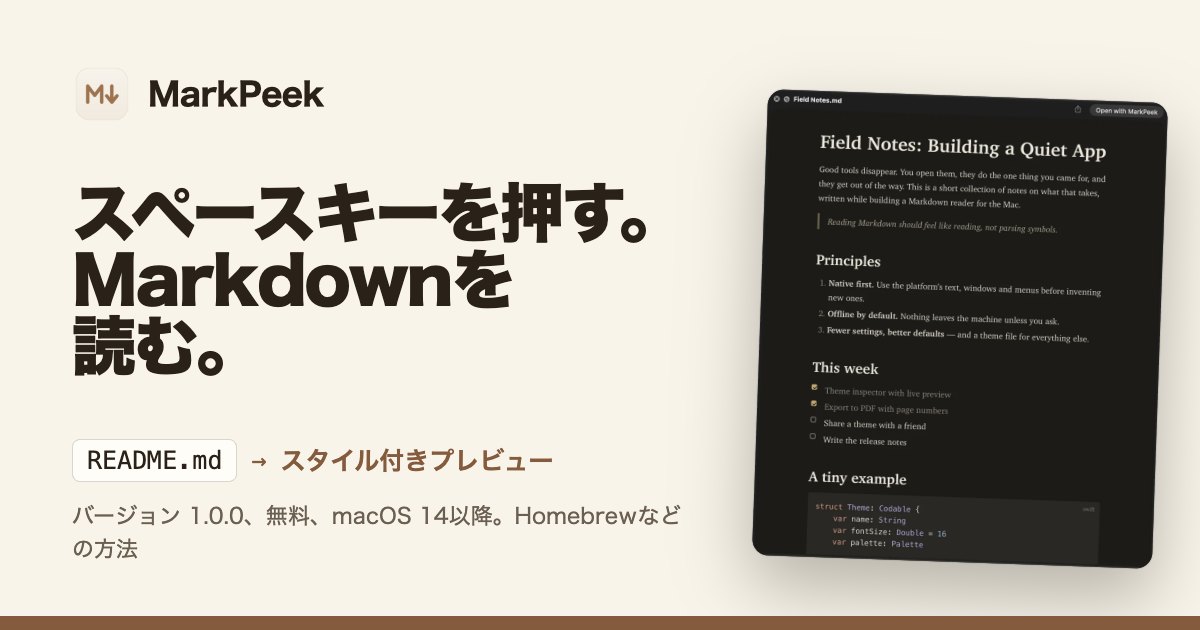 M↓ MarkPeek
スペースキーを押す。
Markdownを
読む。
README.md → スタイル付きプレビュー
バージョン 1.0.0、無料、macOS 14以降。Homebrewなど
の方法
Field Notes.md
Open with MarkPeek
Field Notes: Building a Quiet App
Good tools disappear. You open them, they do the one thing you came for, and
they get out of the way. This is a short collection of notes on what that takes,
written while building a Markdown reader for the Mac.
Reading Markdown should feel like reading, not parsing symbols.
Principles
1. Native first. Use the platform's text, windows and menus before inventing
new ones.
2. Offline by default. Nothing leaves the machine unless you ask.
3. Fewer settings, better defaults — and a theme file for everything else.
This week
Theme inspector with live preview
Export to PDF with page numbers
Share a theme with a friend
Write the release notes
A tiny example
swift
struct Theme: Codable {
var name: String
var fontSize: Double = 16
var palette: Palette